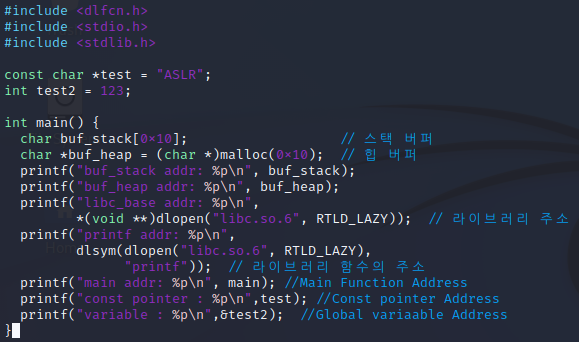 #include <dlfcn.h>
#include <stdio.h>
#include <stdlib.h>

const char *test = "ASLR";
int test2 = 123;

int main() {
  char buf_stack[0×10];                   // 스택 버퍼
  char *buf_heap = (char *)malloc(0×10);  // 힙 버퍼
  printf("buf_stack addr: %p\n", buf_stack);
  printf("buf_heap addr: %p\n", buf_heap);
  printf("libc_base addr: %p\n",
         *(void **)dlopen("libc.so.6", RTLD_LAZY));  // 라이브러리 주소
  printf("printf addr: %p\n",
         dlsym(dlopen("libc.so.6", RTLD_LAZY),
               "printf"));  // 라이브러리 함수의 주소
  printf("main addr: %p\n", main); //Main Function Address
  printf("const pointer : %p\n",test); //Const pointer Address
  printf("variable : %p\n",&test2);  //Global variaable Address
}